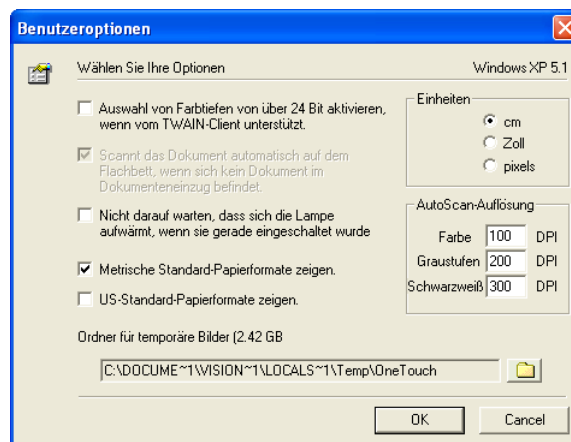 Benutzeroptionen
Wählen Sie Ihre Optionen
Windows XP 5.1
Auswahl von Farbtiefen von über 24 Bit aktivieren,
wenn vom TWAIN-Client unterstützt.
Scannt das Dokument automatisch auf dem
Flachbett, wenn sich kein Dokument im
Dokumenteneinzug befindet.
Nicht darauf warten, dass sich die Lampe
aufwärmt, wenn sie gerade eingeschaltet wurde
Metrische Standard-Papierformate zeigen.
US-Standard-Papierformate zeigen.
Einheiten
cm
Zoll
pixels
AutoScan-Auflösung
Farbe 100 DPI
Graustufen 200 DPI
Schwarzweiß 300 DPI
Ordner für temporäre Bilder (2.42 GB
C:\DOCUME~1\VISION~1\LOCALS~1\Temp\OneTouch
OK
Cancel